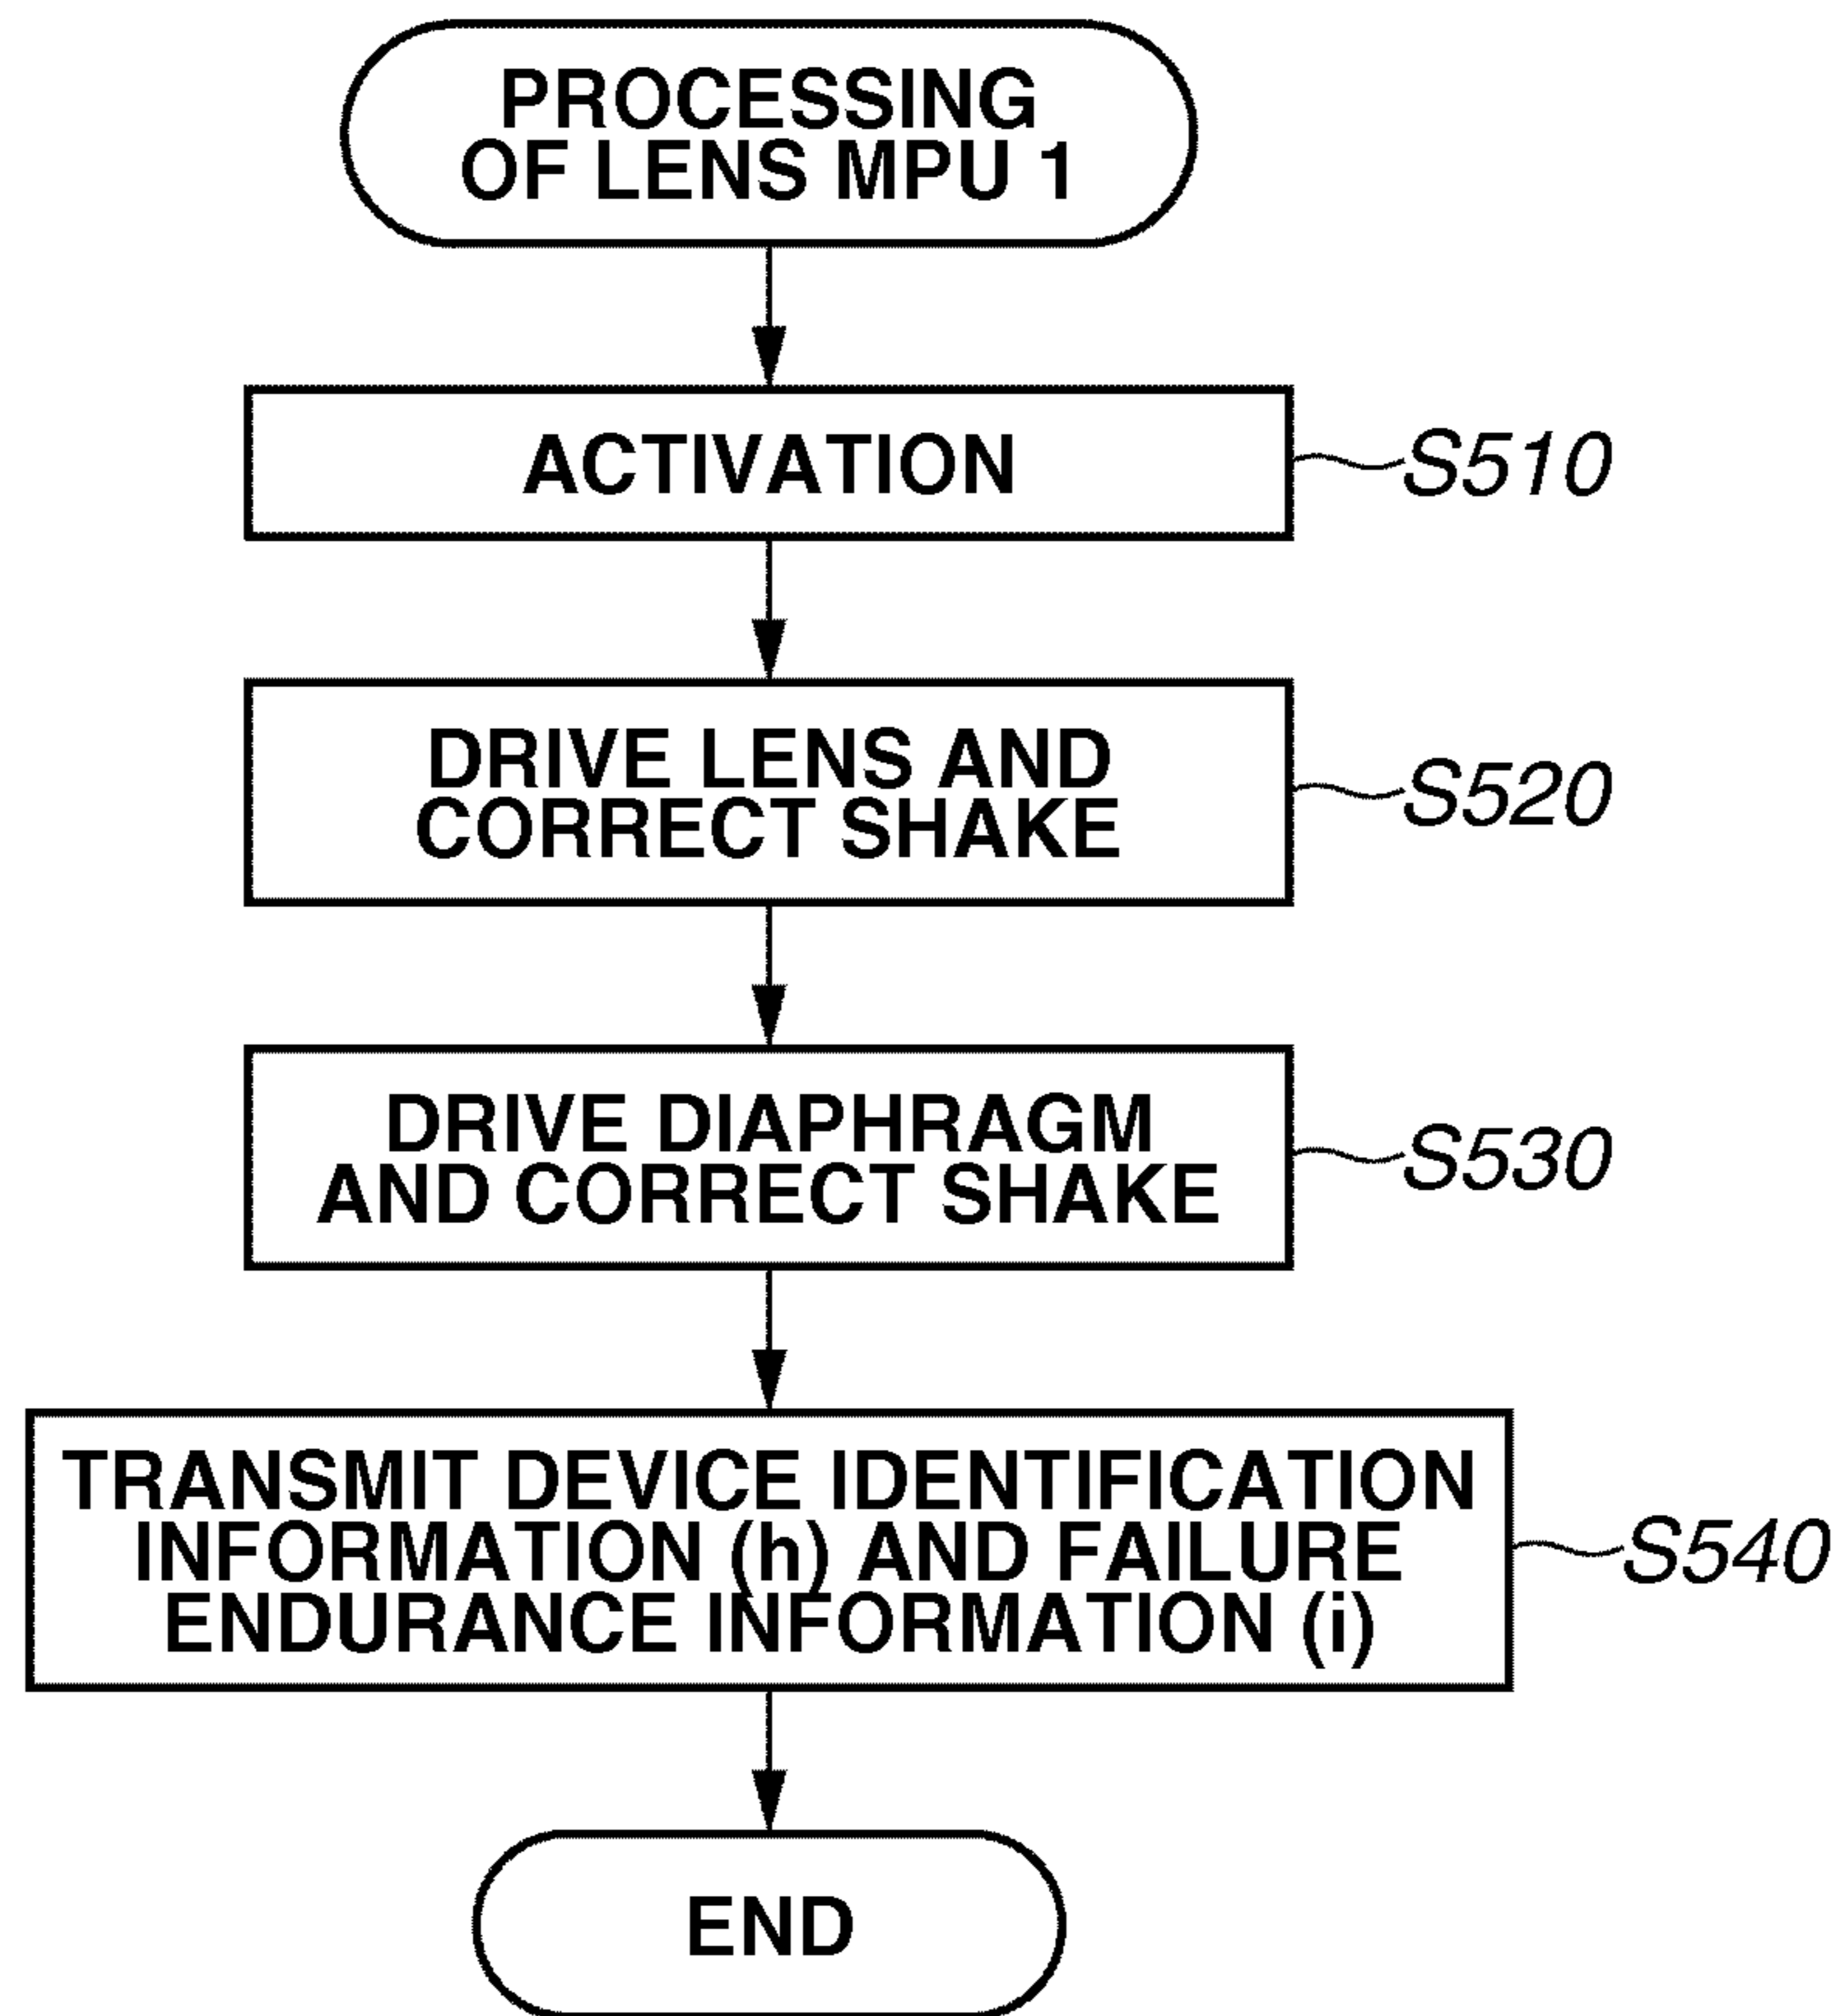 PROCESSING
OF LENS MPU 1
ACTIVATION
S510
DRIVE LENS AND
CORRECT SHAKE
S520
DRIVE DIAPHRAGM
AND CORRECT SHAKE
S530
TRANSMIT DEVICE IDENTIFICATION
INFORMATION (h) AND FAILURE
ENDURANCE INFORMATION (i)
S540
END